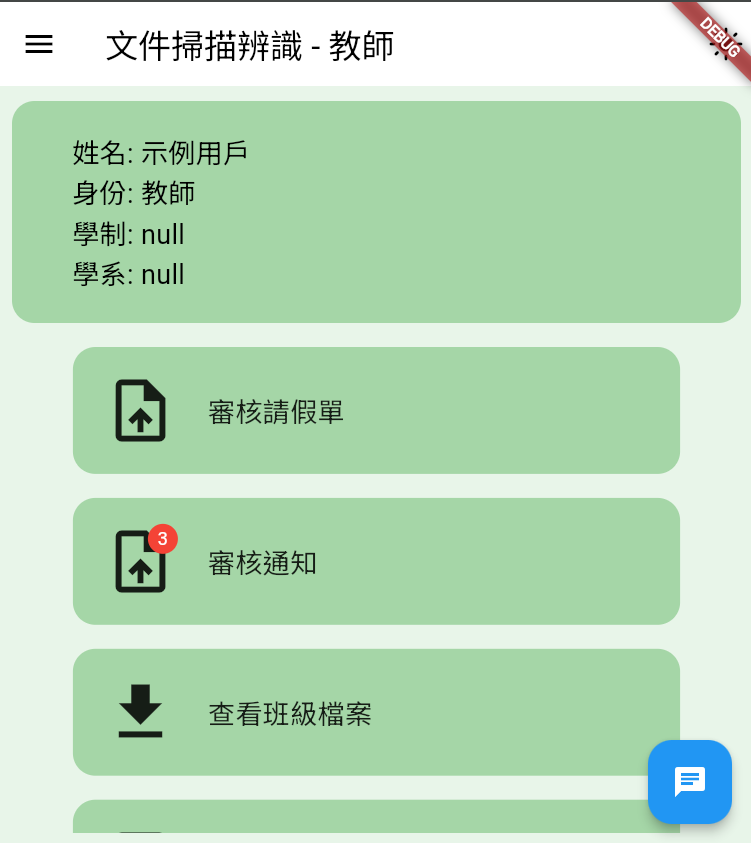 文件掃描辨識 - 教師
DEBUG
姓名: 示例用戶
身份: 教師
學制: null
學系: null
審核請假單
3
審核通知
查看班級檔案